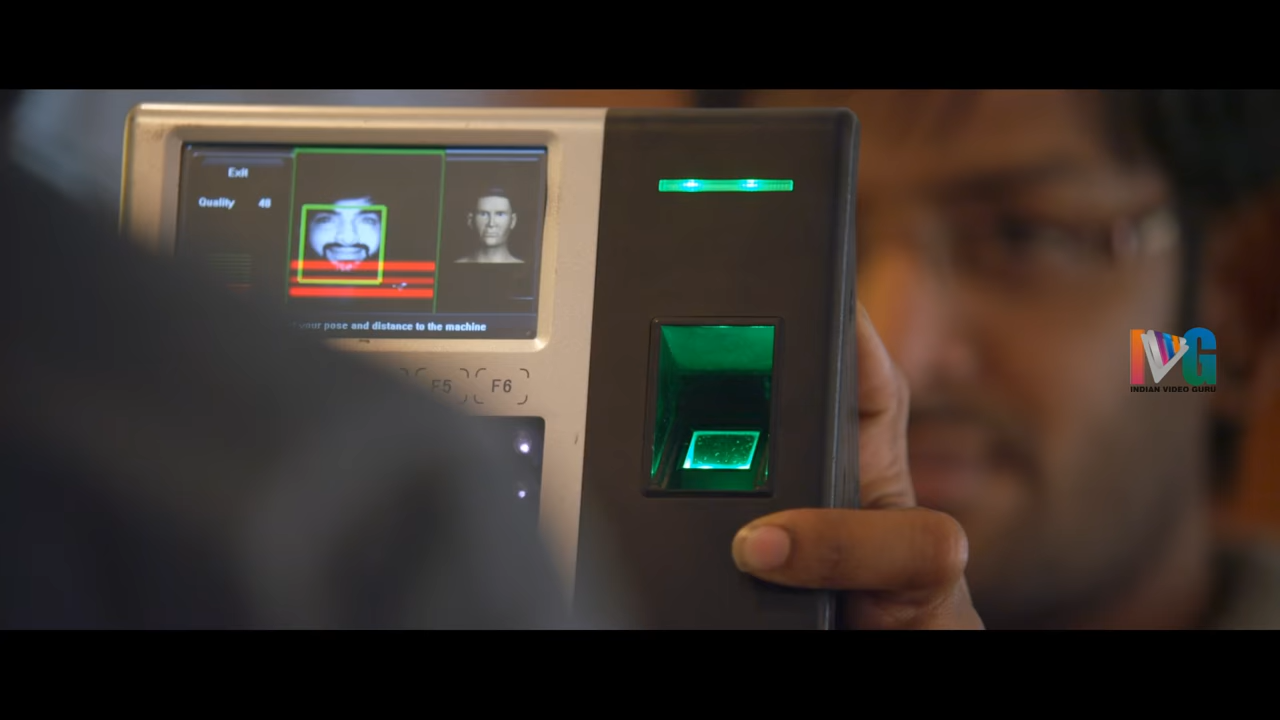 Exit
Quality 48
your pose and distance to the machine
F5 F6
IVG
INDIAN VIDEO GURU